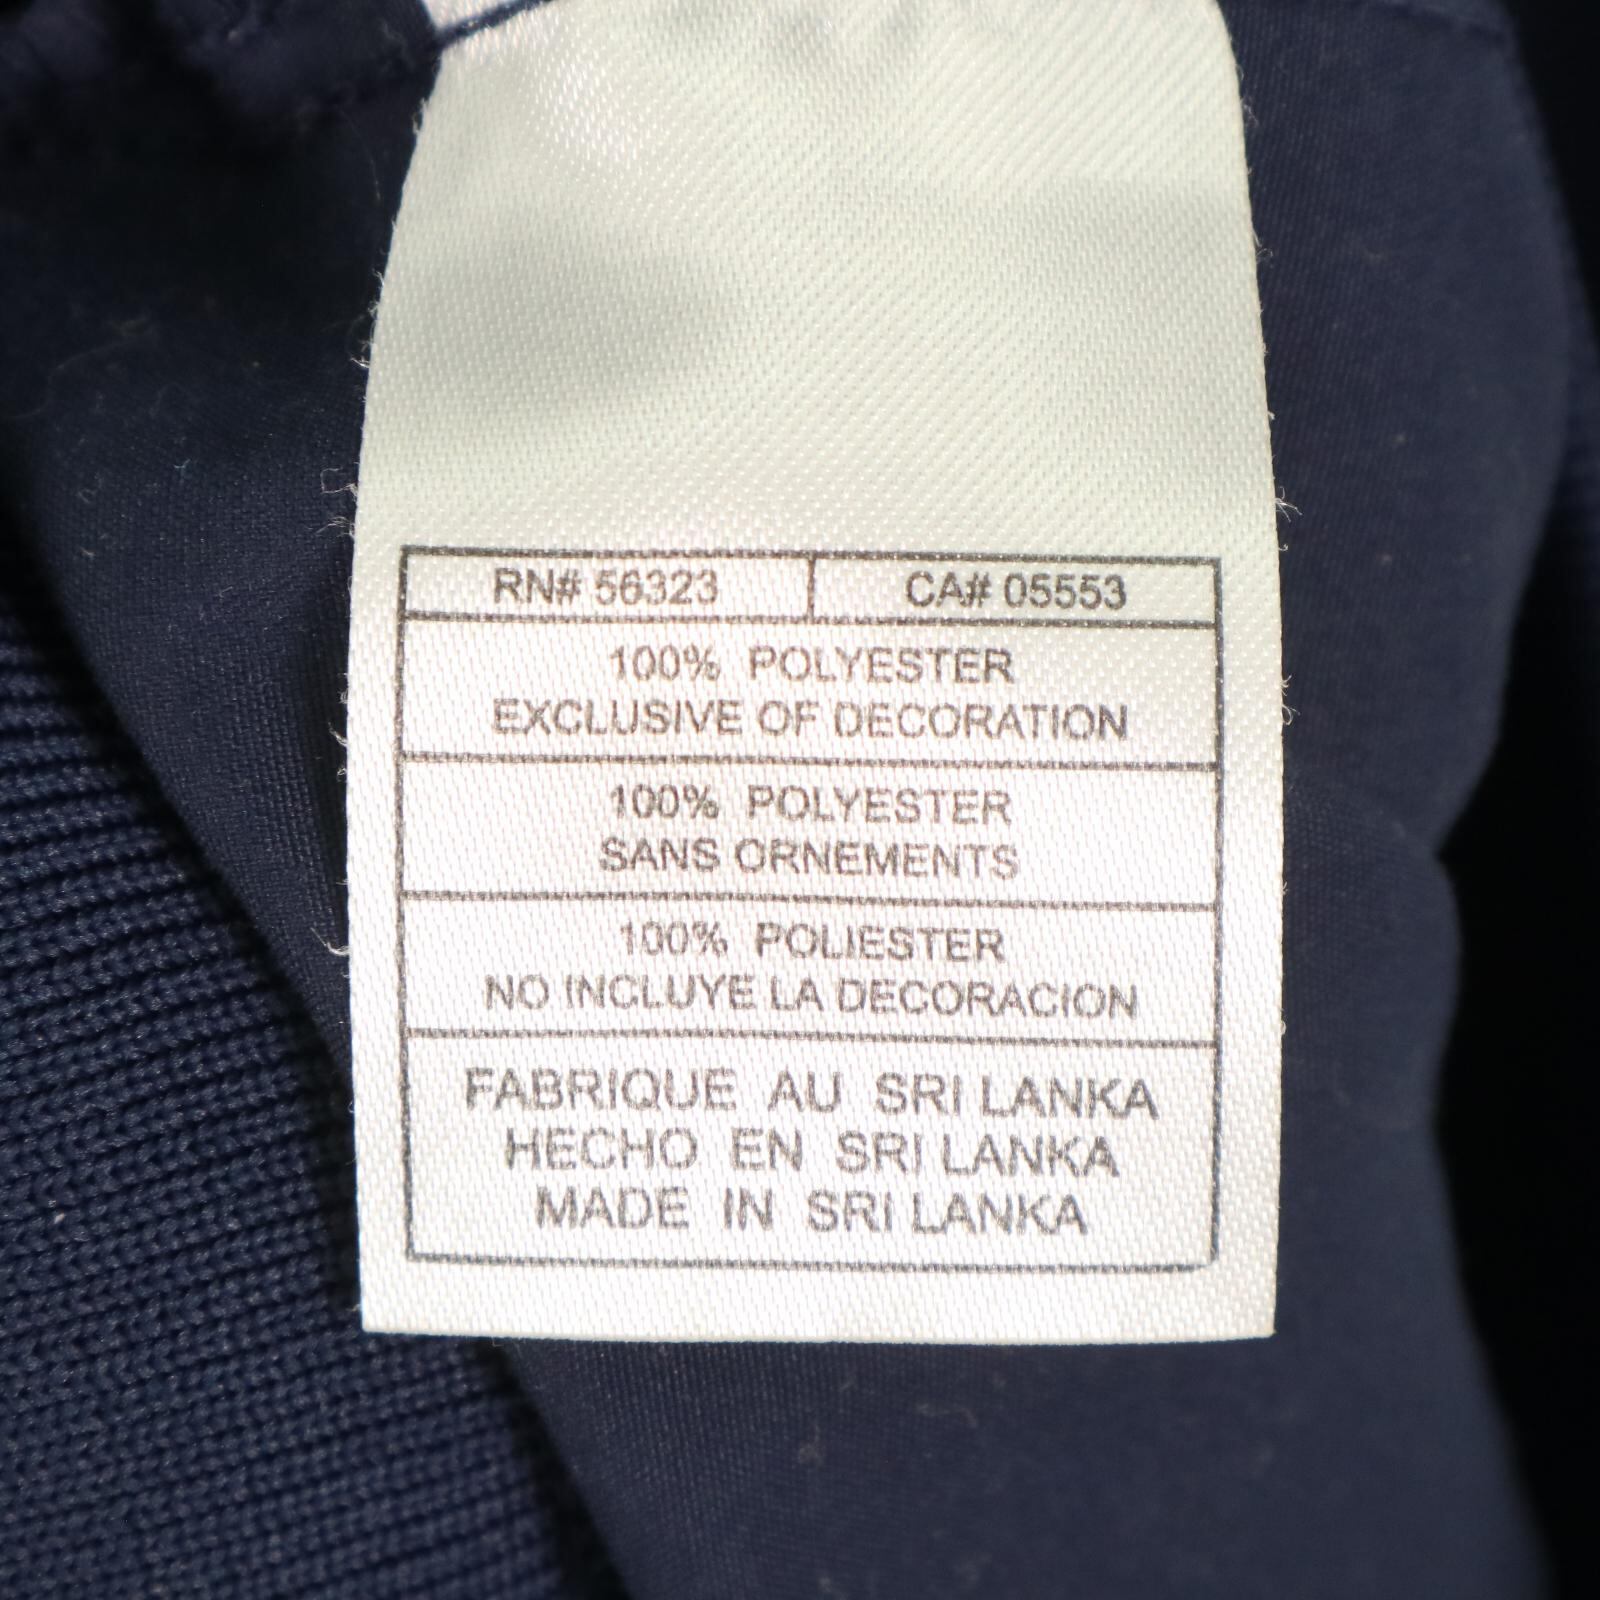 RN# 56323 CA# 05553
100% POLYESTER
EXCLUSIVE OF DECORATION
100% POLYESTER
SANS ORNEMENTS
100% POLIESTER
NO INCLUYE LA DECORACION
FABRIQUE AU SRI LANKA
HECHO EN SRI LANKA
MADE IN SRI LANKA